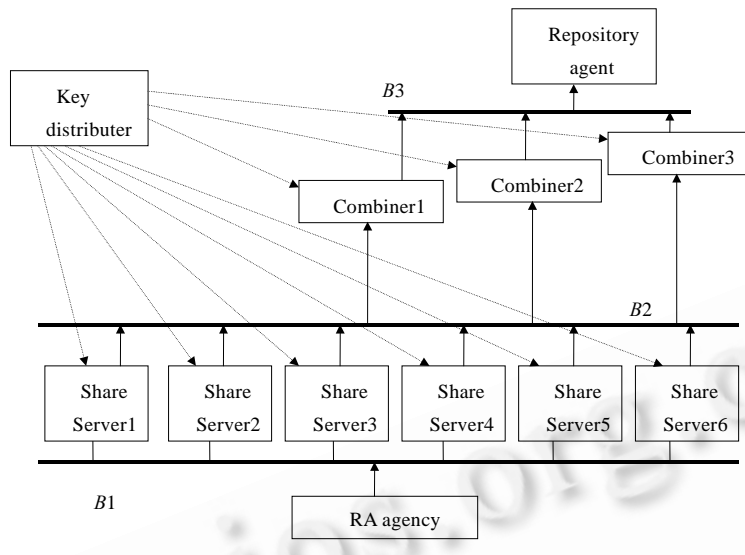 Repository
agent
Key
distributer
B3
Combiner3
Combiner2
Combiner1
B2
Share
Server1
Share
Server2
Share
Server3
Share
Server4
Share
Server5
Share
Server6
B1
RA agency